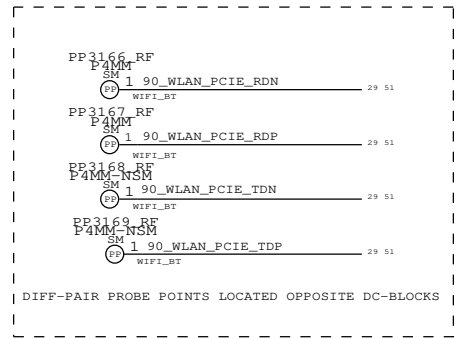 PP3166_RF
P4MM
SM
PP 1 90_WLAN_PCIE_RDN 29 51
WIFI_BT
PP3167_RF
P4MM
SM
PP 1 90_WLAN_PCIE_RDP 29 51
WIFI_BT
PP3168_RF
P4MM-NSM
SM
PP 1 90_WLAN_PCIE_TDN 29 51
WIFI_BT
PP3169_RF
P4MM-NSM
SM
PP 1 90_WLAN_PCIE_TDP 29 51
WIFI_BT
DIFF-PAIR PROBE POINTS LOCATED OPPOSITE DC-BLOCKS